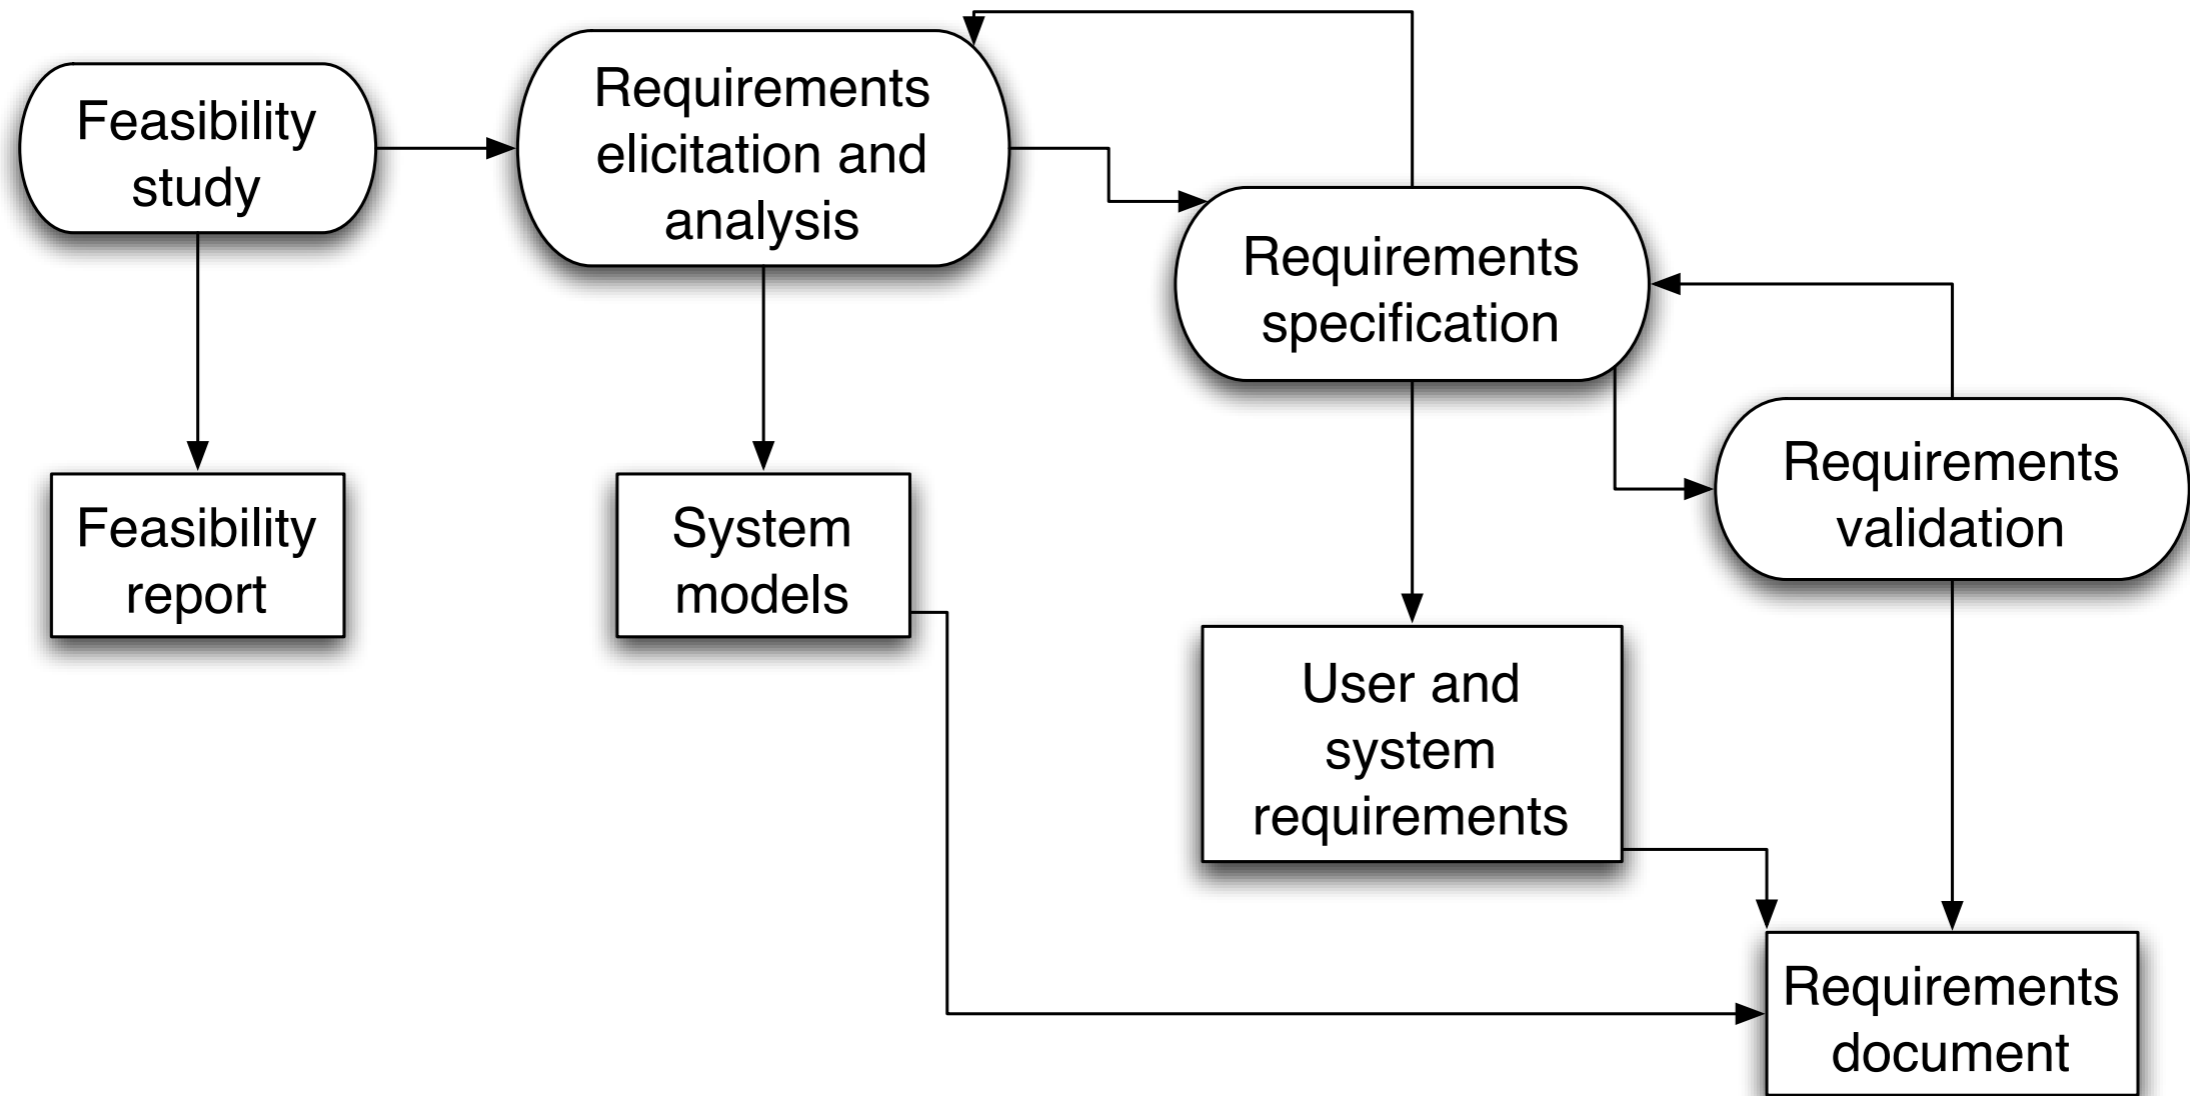 Feasibility
study
Requirements
elicitation and
analysis
Requirements
specification
Requirements
validation
Feasibility
report
System
models
User and
system
requirements
Requirements
document